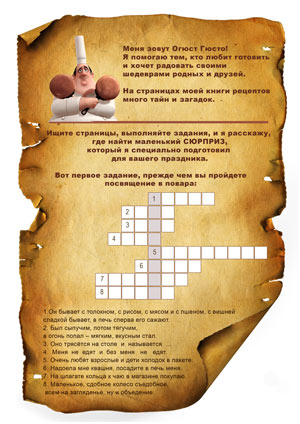 Меня зовут Огюст Гюсто!
Я помогаю тем, кто любит готовить
и хочет радовать своими
шедеврами родных и друзей.
На страницах моей книги рецептов
много тайн и загадок.
Ищите страницы, выполняйте задания, и я расскажу,
где найти маленький СЮРПРИЗ,
который я специально подготовил
для вашего праздника.
Вот первое задание, прежде чем вы пройдете
посвящение в повара:
1
2
3
4
5
6
7
8
1.Он бывает с толокном, с рисом, с мясом и с пшеном, с вишней
сладкой бывает, в печь сперва его сажают.
2. Был сыпучим, потом тягучим,
в огонь попал – мягким, вкусным стал.
3. Оно трясётся на столе и называется ...
4. Меня не едят и без меня не едят.
5. Очень любят взрослые и дети холодок в пакете.
6. Надоела мне квашня, посадите в печь меня.
7. На шпагате кольца к чаю в магазине покупаю.
8. Маленькое, сдобное колесо съедобное,
всем на загляденье, ну и объедение.